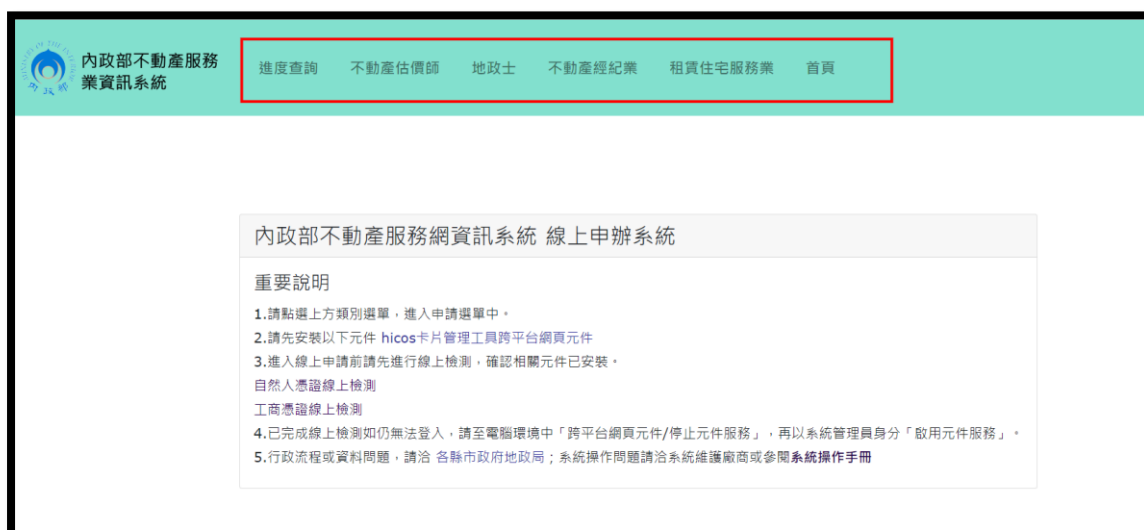 內政部不動產服務
業資訊系統
進度查詢 不動產估價師 地政士 不動產經紀業 租賃住宅服務業 首頁
內政部不動產服務網資訊系統 線上申辦系統
重要說明
1.請點選上方類別選單，進入申請選單中。
2.請先安裝以下元件 hicos卡片管理工具跨平台網頁元件
3.進入線上申請前請先進行線上檢測，確認相關元件已安裝。
自然人憑證線上檢測
工商憑證線上檢測
4.已完成線上檢測如仍無法登入，請至電腦環境中「跨平台網頁元件/停止元件服務」，再以系統管理員身分「啟用元件服務」。
5.行政流程或資料問題，請洽 各縣市政府地政局；系統操作問題請洽系統維護廠商或參閱系統操作手冊